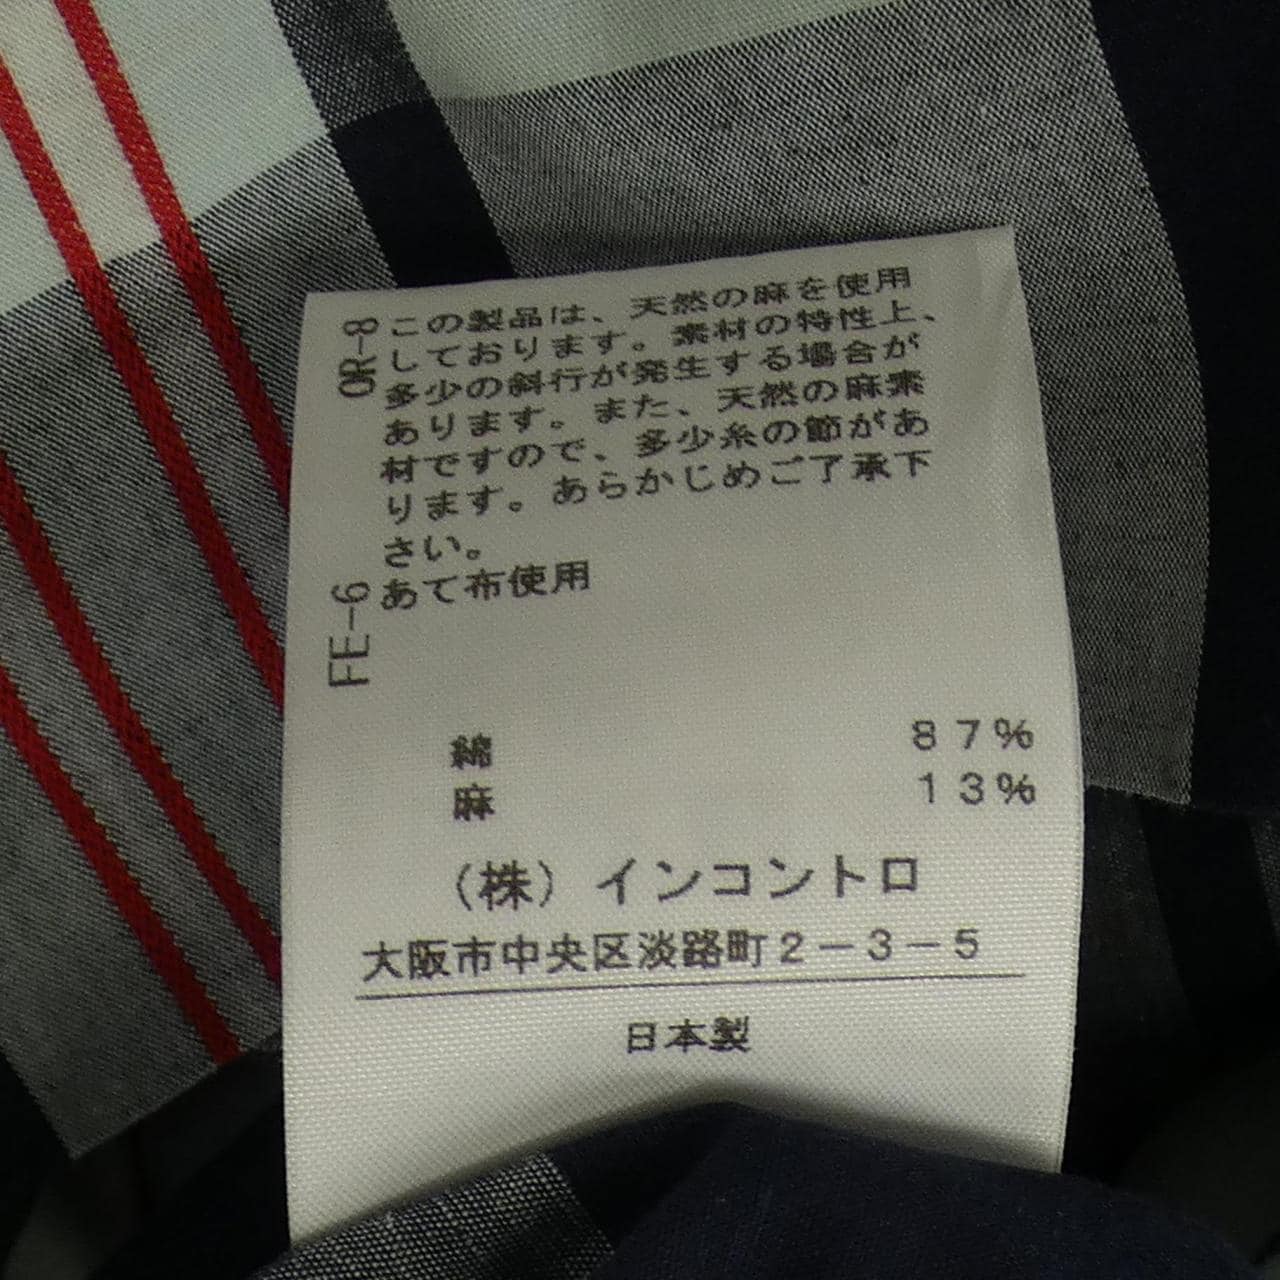 QR-8
この製品は、天然の麻を使用
しております。素材の特性上、
多少の斜行が発生する場合が
あります。また、天然の麻素
材ですので、多少糸の節があ
ります。あらかじめご了承下
さい。
FE-6
あて布使用
綿 87%
麻 13%
（株）インコントロ
大阪市中央区淡路町2－3－5
日本製